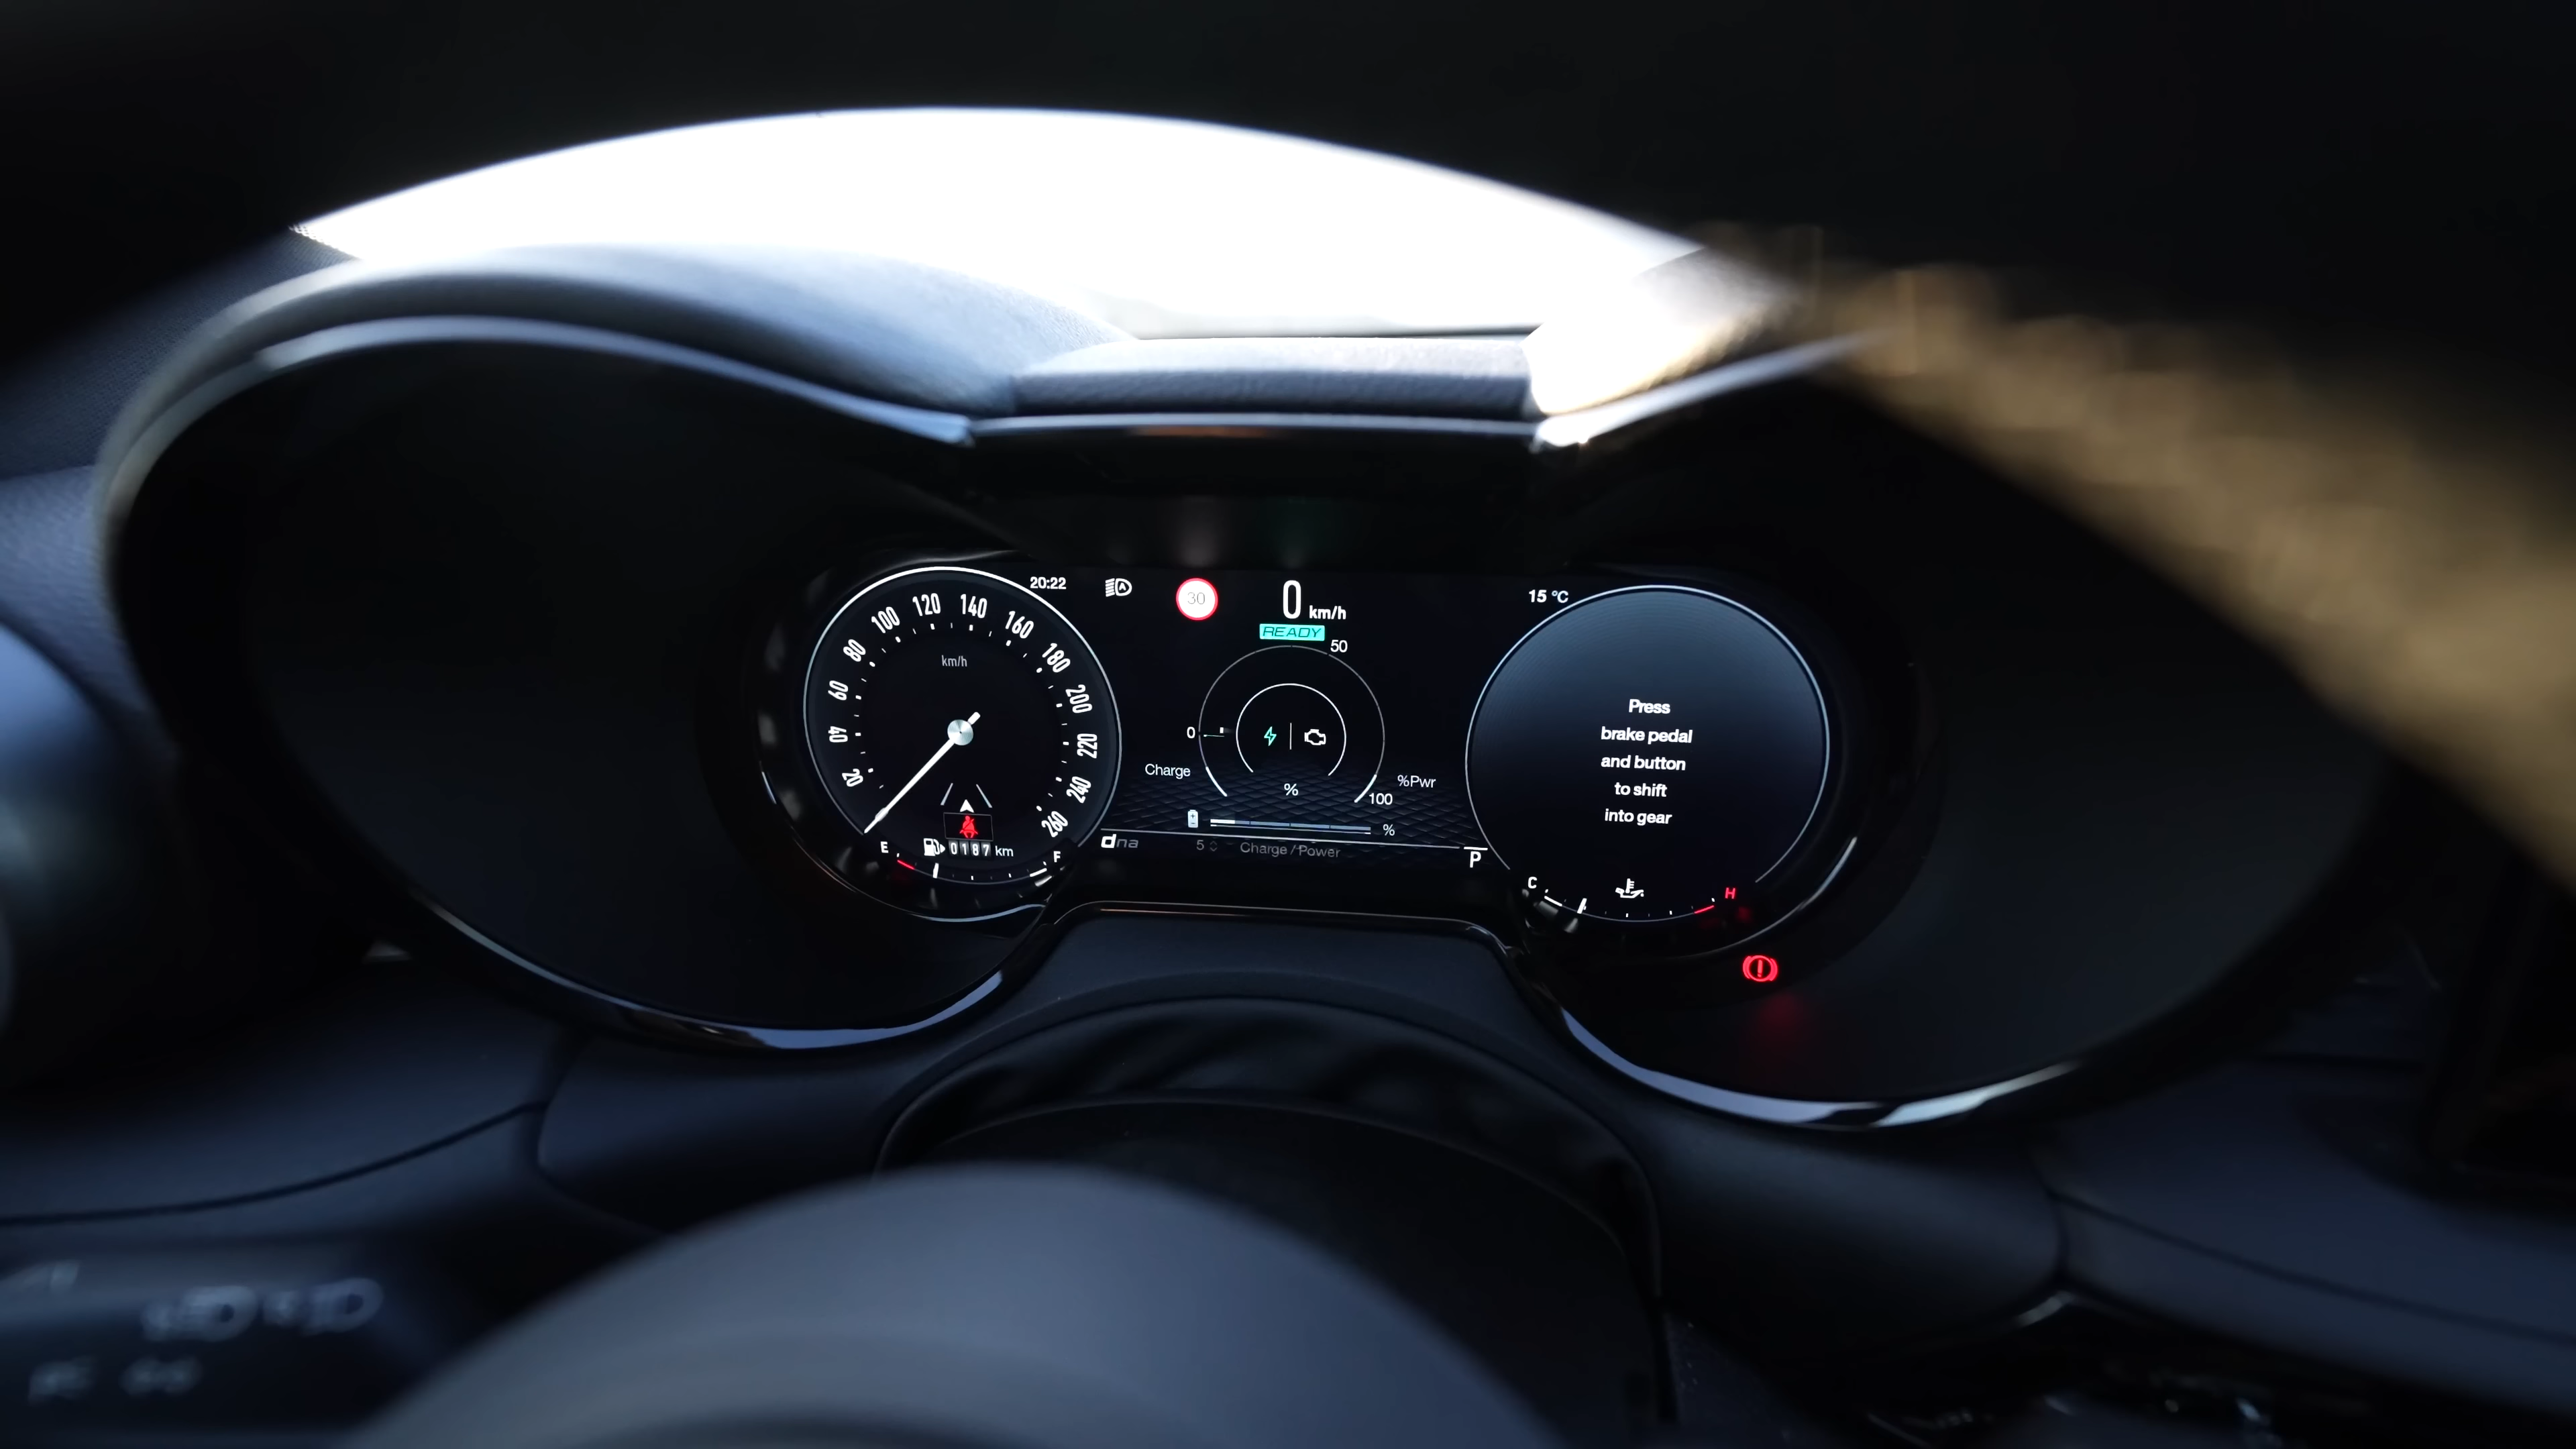 20:22
30
0 km/h
READY
15 °C
20
40
60
80
100
120
140
160
180
200
220
240
260
km/h
E
0187 km
F
0
50
100
Charge
%Pwr
%
%
dna
5
Charge / Power
P
Press
brake pedal
and button
to shift
into gear
C
H